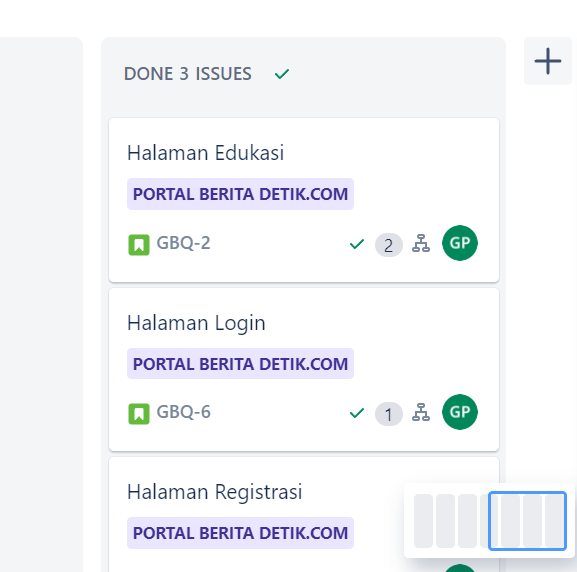 DONE 3 ISSUES
Halaman Edukasi
PORTAL BERITA DETIK.COM
GBQ-2 2 GP
Halaman Login
PORTAL BERITA DETIK.COM
GBQ-6 1 GP
Halaman Registrasi
PORTAL BERITA DETIK.COM